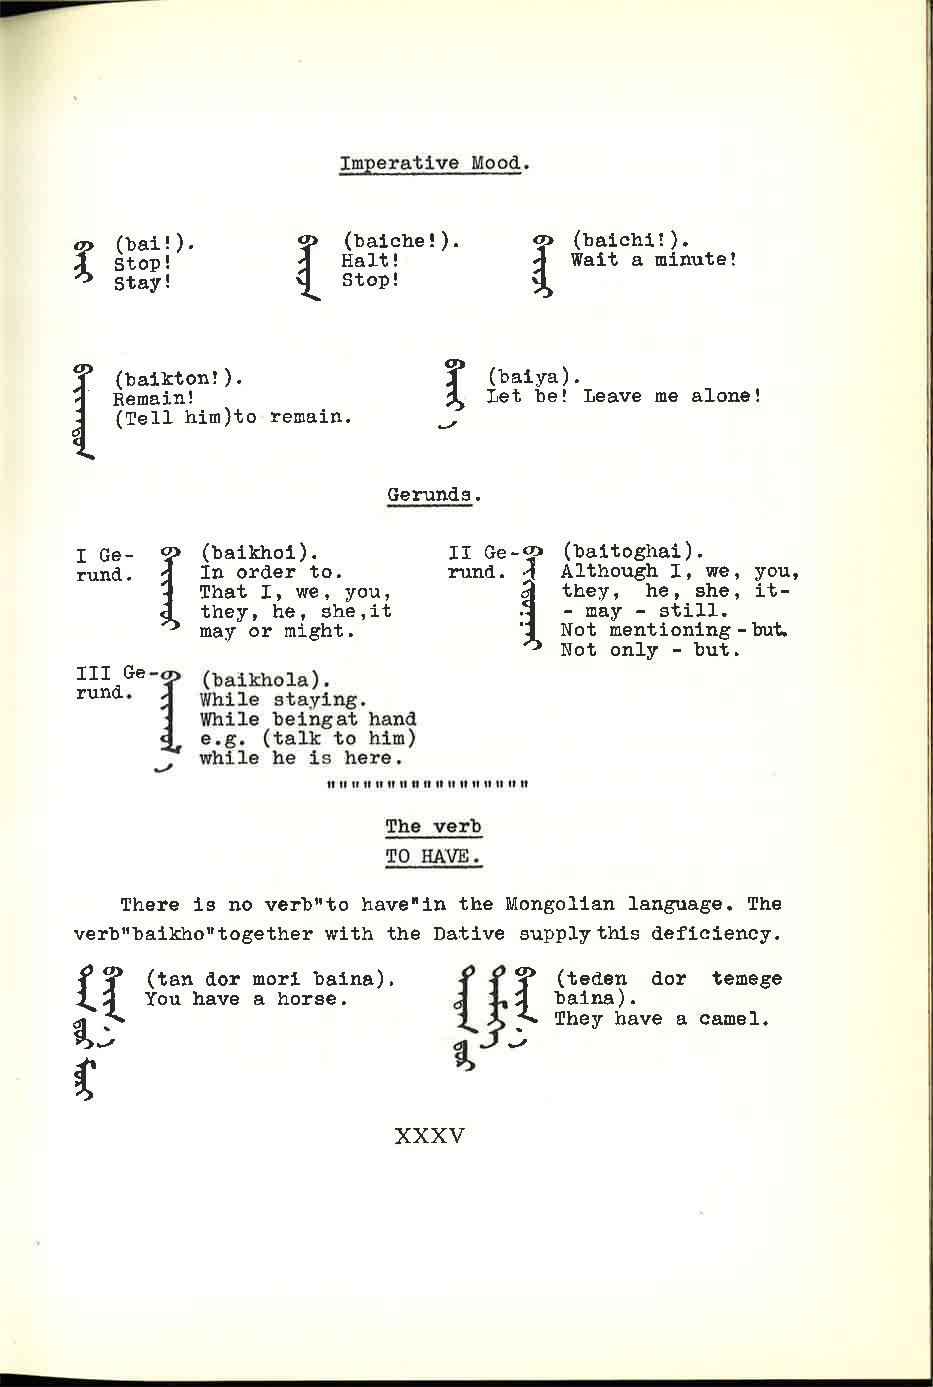 Imperative Mood.
(bai!).
Stop!
Stay!
(baiche!).
Halt!
Stop!
(baichi!).
Wait a minute!
(baikton!).
Remain!
(Tell him)to remain.
(baiya).
Let be! Leave me alone!
Gerunds.
I Ge-
rund.
(baikhoi).
In order to.
That I, we, you,
they, he, she,it
may or might.
II Ge-
rund.
(baitoghai).
Although I, we, you,
they, he, she, it-
- may - still.
Not mentioning-but.
Not only - but.
III Ge-
rund.
(baikhola).
While staying.
While being at hand
e.g. (talk to him)
while he is here.
"""""""""""""""""
The verb
TO HAVE.
There is no verb"to have"in the Mongolian language. The
verb"baikho"together with the Dative supply this deficiency.
(tan dor mori baina).
You have a horse.
(teden dor temege
baina).
They have a camel.
XXXV